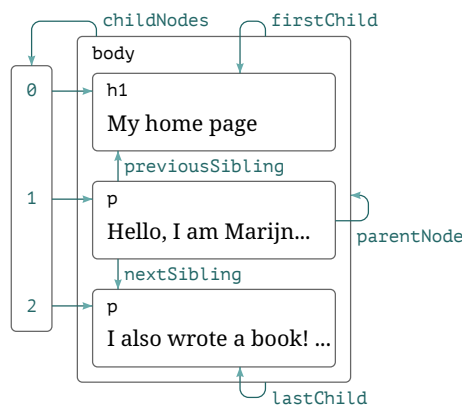 childNodes
firstChild
body
0
h1
My home page
previousSibling
1
p
Hello, I am Marijn...
parentNode
nextSibling
2
p
I also wrote a book! ...
lastChild